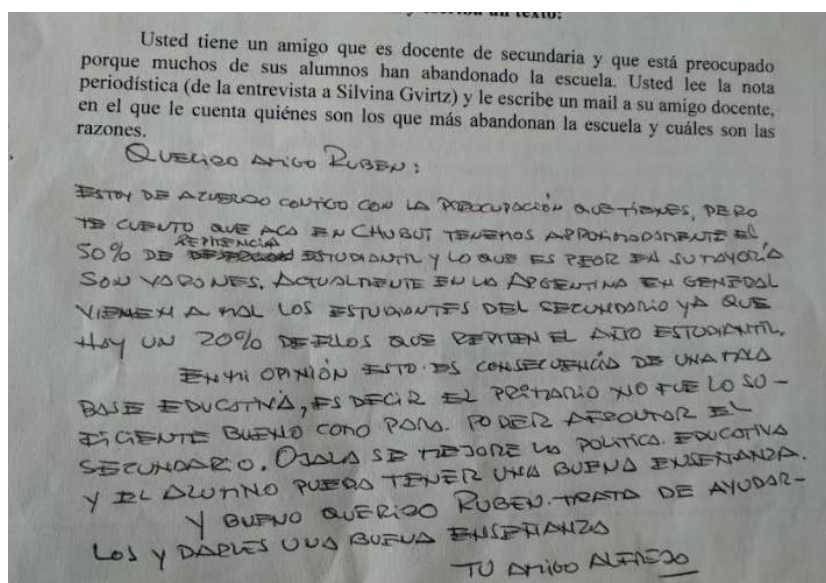 escriba un texto:
Usted tiene un amigo que es docente de secundaria y que está preocupado
porque muchos de sus alumnos han abandonado la escuela. Usted lee la nota
periodística (de la entrevista a Silvina Gvirtz) y le escribe un mail a su amigo docente,
en el que le cuenta quiénes son los que más abandonan la escuela y cuáles son las
razones.
QUERIDO AMIGO RUBEN:
ESTOY DE AZUERDO CONTIGO CON LA PREOCUPACIÓN QUE TIENES, PERO
TE CUENTO QUE ACA EN CHUBUT TENEMOS APROXIMADAMENTE EL
REPITENCIA
50% DE ESTUDIANTIL Y LO QUE ES PEOR EN SU MAYORÍA
SON VARONES. ACTUALMENTE EN LA ARGENTINA EN GENERAL
VIENEN A MAL LOS ESTUDIANTES DEL SECUNDARIO YA QUE
HAY UN 20% DE ELLOS QUE REPITEN EL AÑO ESTUDIANTIL.
EN MI OPINIÓN ESTO ES CONSECUENCIA DE UNA MALA
BASE EDUCATIVA, ES DECIR EL PRIMARIO NO FUE LO SU-
FICIENTE BUENO COMO PARA. PODER AFRONTAR EL
SECUNDARIO. OJALA SE MEJORE LA POLITICA. EDUCATIVA
Y EL ALUMNO PUEDA TENER UNA BUENA ENSEÑANZA.
Y BUENO QUERIDO RUBEN. TRATA DE AYUDAR-
LOS Y DARLES UNA BUENA ENSEÑANZA
TU AMIGO ALFREDO